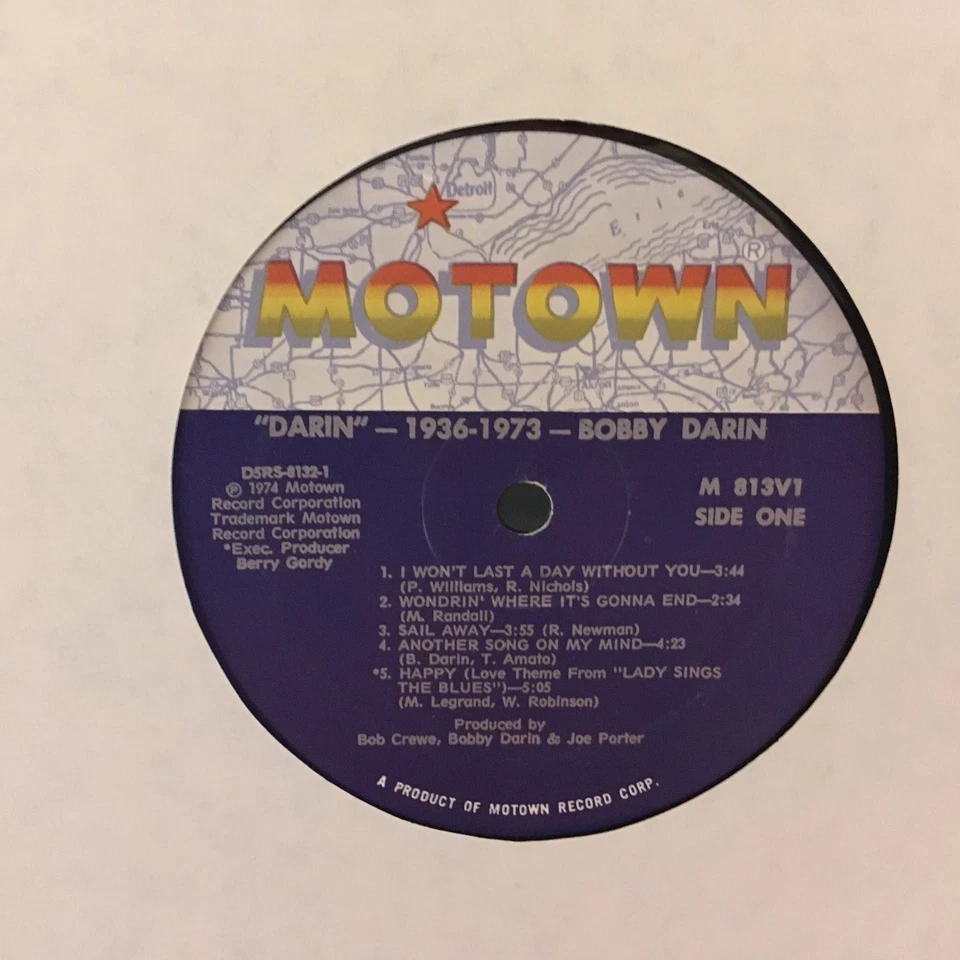 Detroit
Erie
Erie
®
MOTOWN
Akron
"DARIN" — 1936-1973 — BOBBY DARIN
D5RS-8132-1
℗ 1974 Motown
Record Corporation
Trademark Motown
Record Corporation
*Exec. Producer
Berry Gordy
M 813V1
SIDE ONE
1. I WON'T LAST A DAY WITHOUT YOU—3:44
(P. Williams, R. Nichols)
2. WONDRIN' WHERE IT'S GONNA END—2:34
(M. Randall)
3. SAIL AWAY—3:55 (R. Newman)
4. ANOTHER SONG ON MY MIND—4:23
(B. Darin, T. Amato)
*5. HAPPY (Love Theme From "LADY SINGS
THE BLUES")—5:05
(M. Legrand, W. Robinson)
Produced by
Bob Crewe, Bobby Darin & Joe Porter
A PRODUCT OF MOTOWN RECORD CORP.